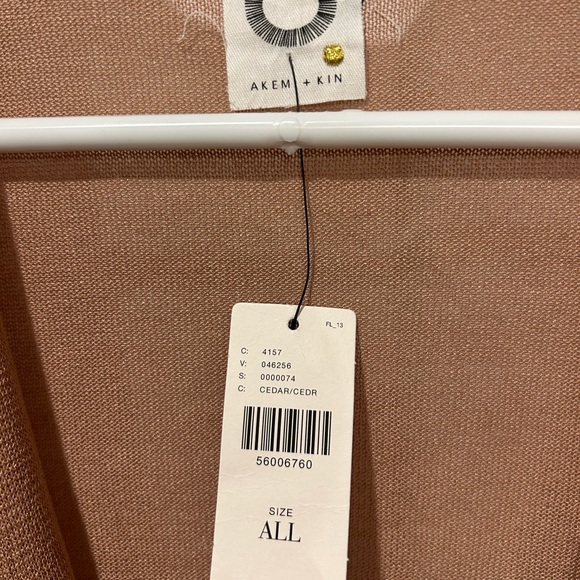 AKEMI + KIN
FL_13
C: 4157
V: 046256
S: 0000074
C: CEDAR/CEDR
56006760
SIZE
ALL